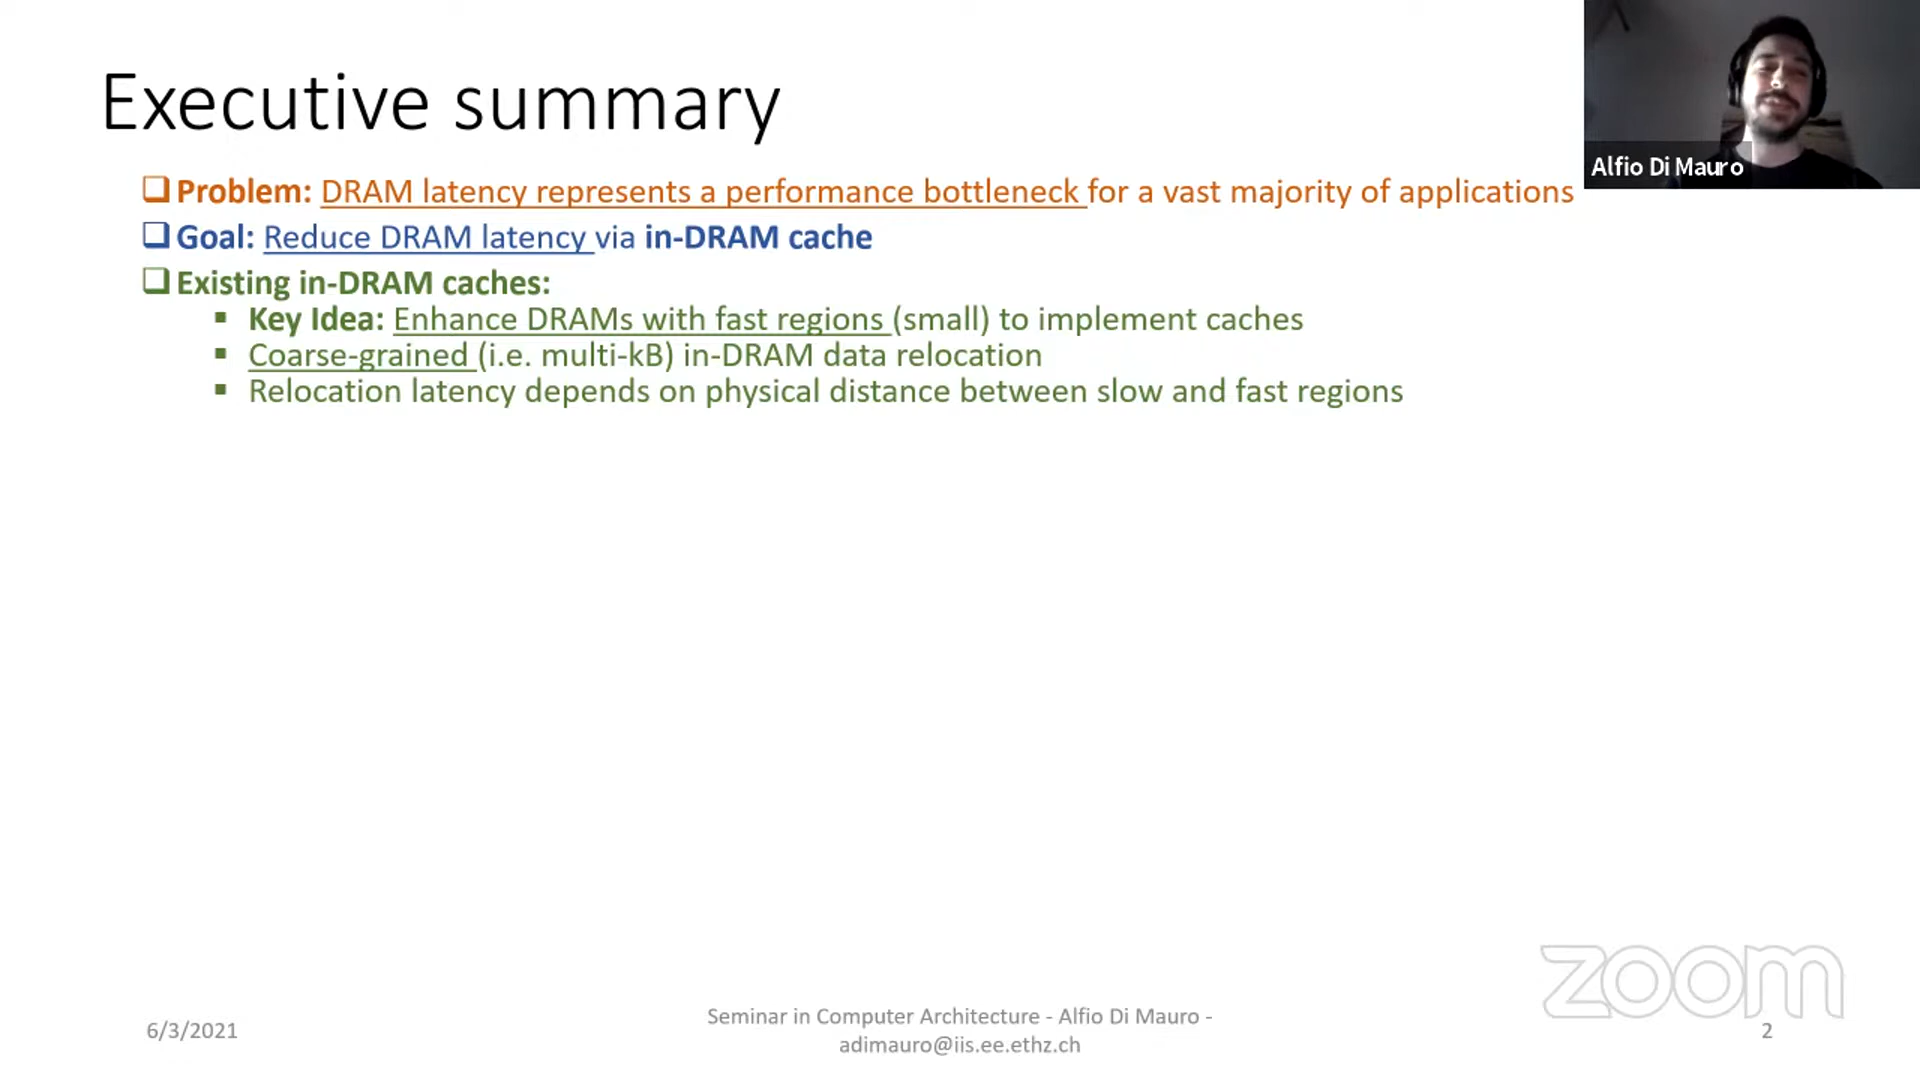 Executive summary
Alfio Di Mauro
Problem: DRAM latency represents a performance bottleneck for a vast majority of applications
Goal: Reduce DRAM latency via in-DRAM cache
Existing in-DRAM caches:
Key Idea: Enhance DRAMs with fast regions (small) to implement caches
Coarse-grained (i.e. multi-kB) in-DRAM data relocation
Relocation latency depends on physical distance between slow and fast regions
zoom
6/3/2021
Seminar in Computer Architecture - Alfio Di Mauro -
adimauro@iis.ee.ethz.ch
2